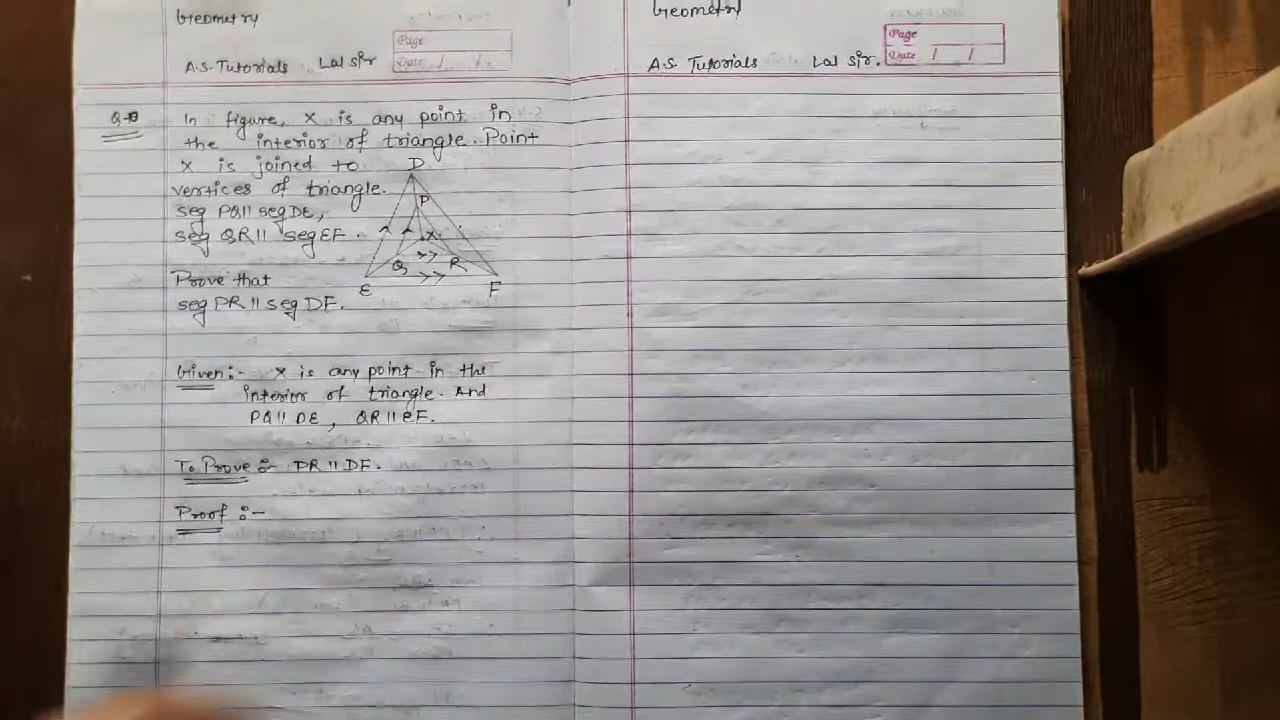 Geometry
Page
A.S. Tutorials Lal sir
Date / /
In figure, X is any point in
the interior of triangle. Point
X is joined to
vertices of triangle.
seg PQ || seg DE,
seg QR || seg EF.
Prove that
seg PR || seg DF.
D
P
X
Q
R
E
F
Given :- X is any point in the
interior of triangle. And
PQ || DE, QR || EF.
To Prove :- PR || DF.
Proof :-
Geometry
Page
A.S. Tutorials Lal sir.
Date / /